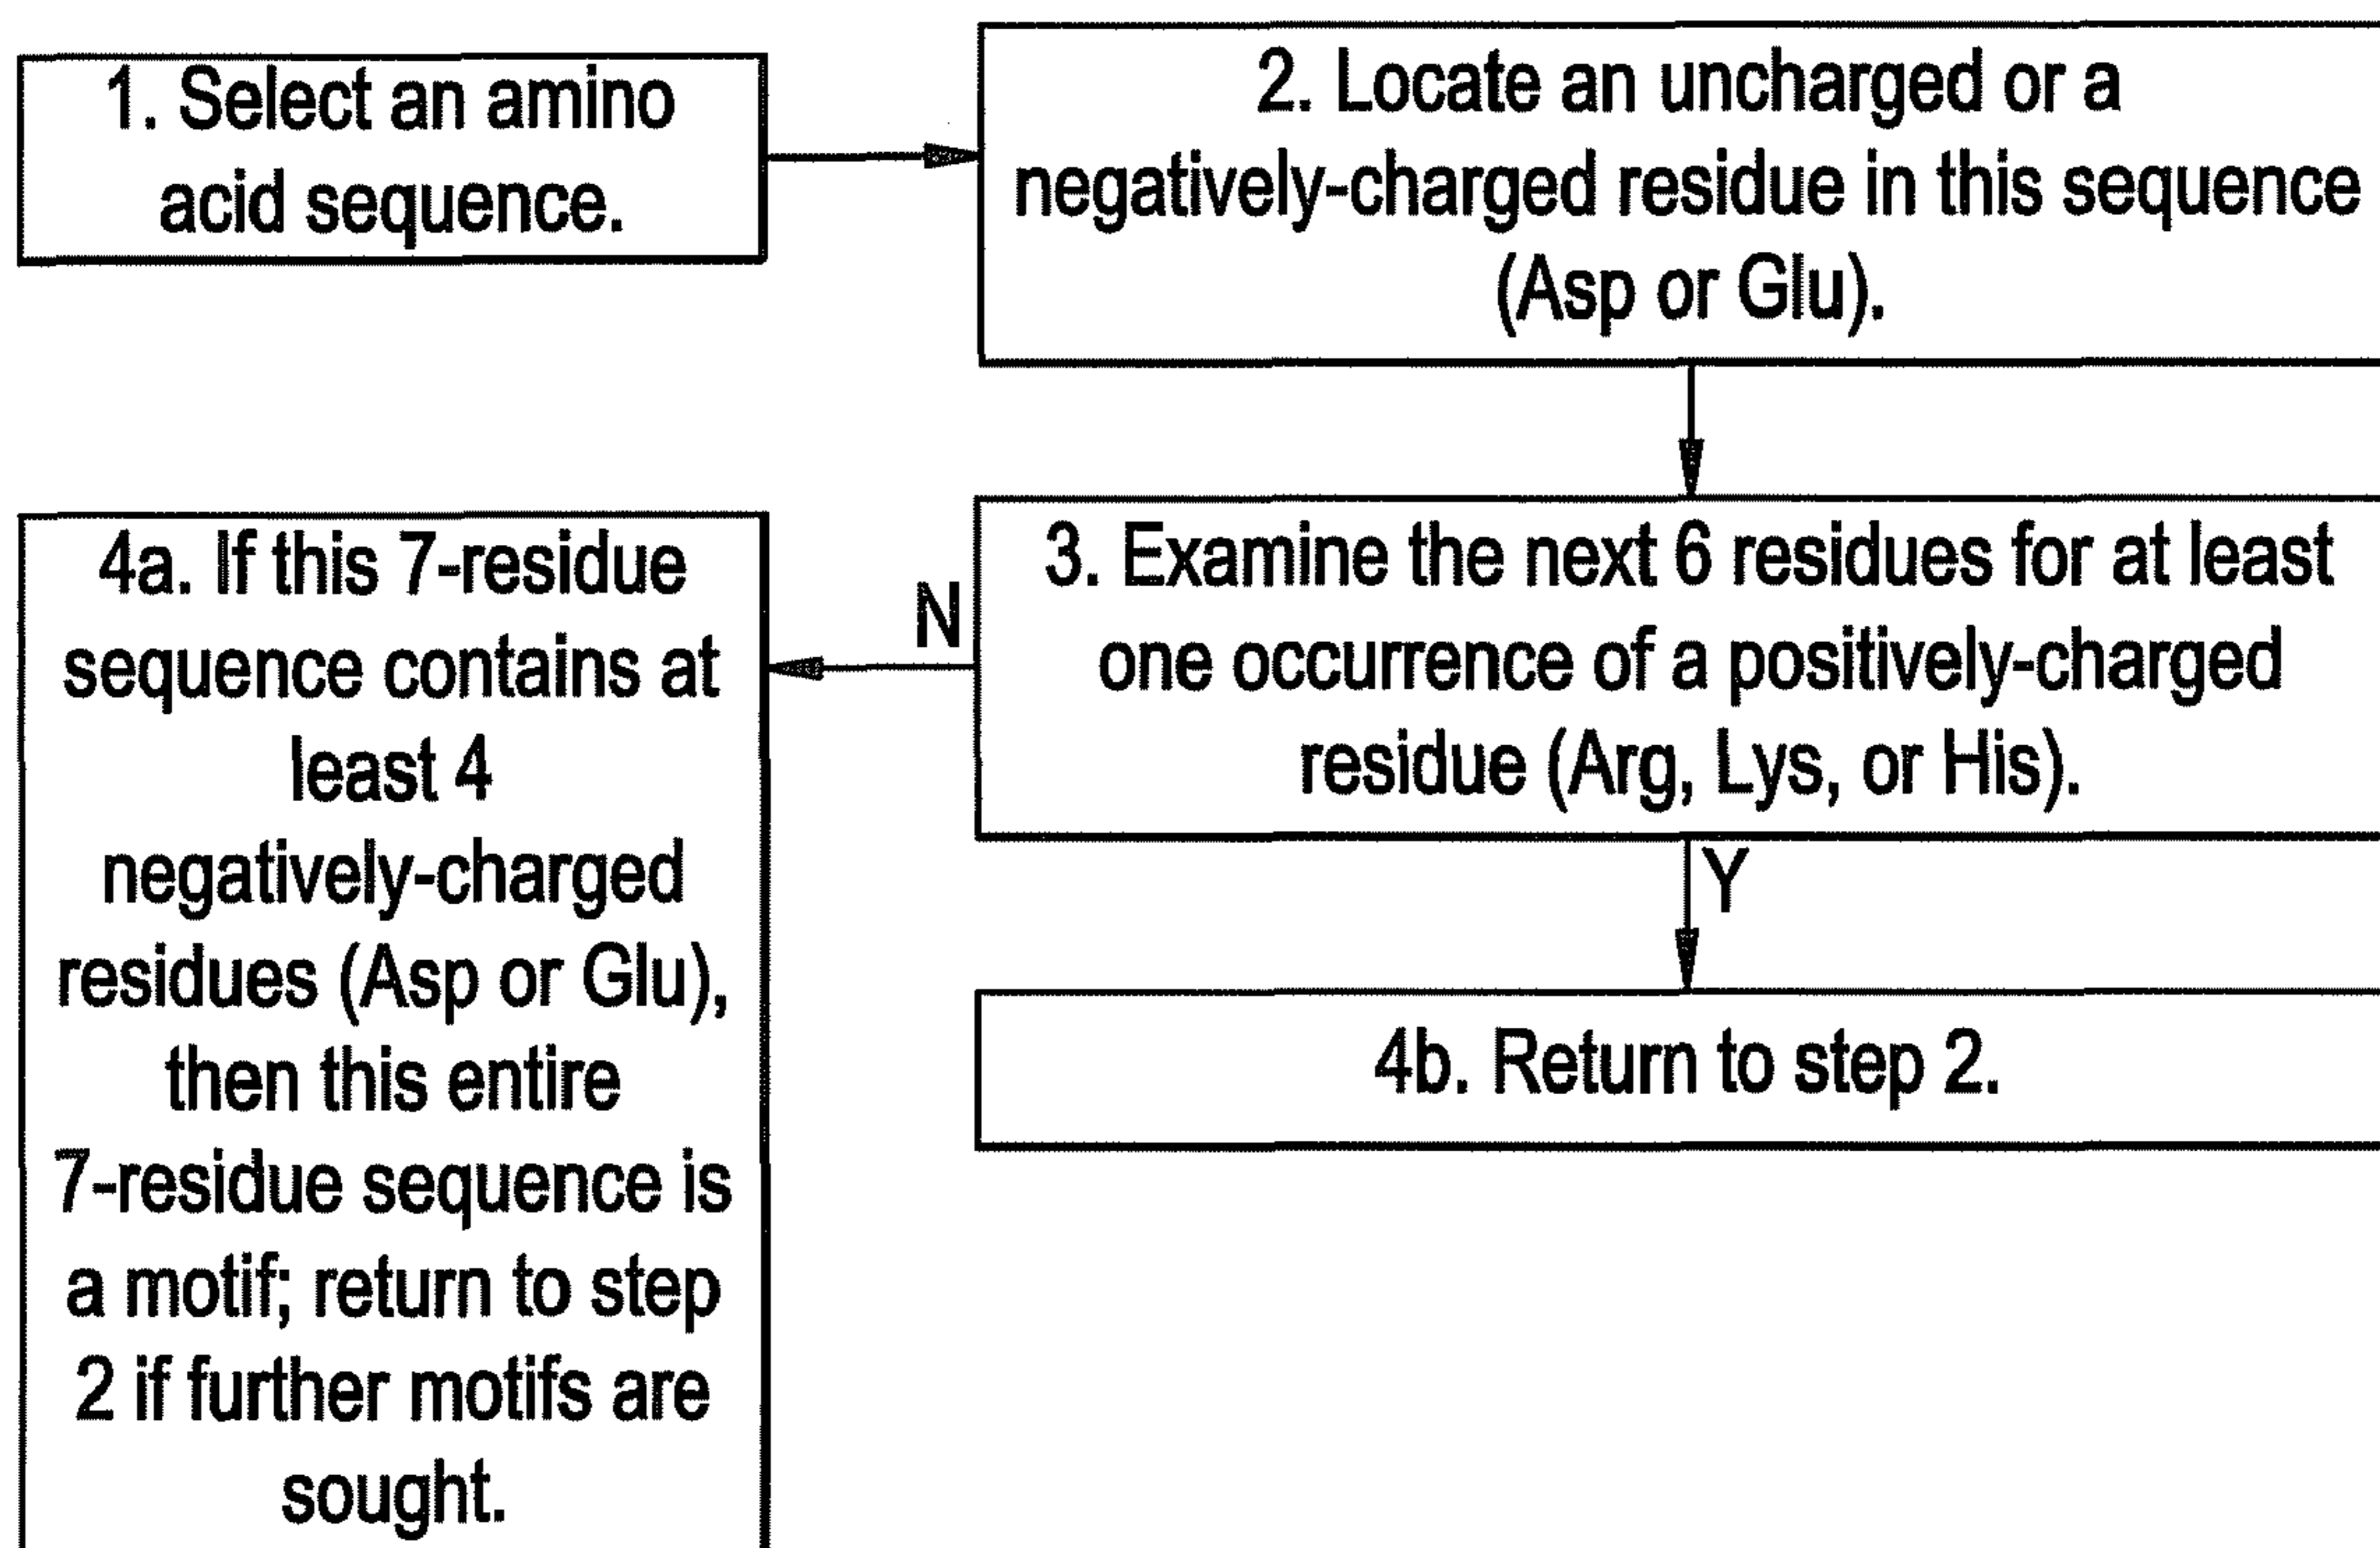 1. Select an amino
acid sequence.
2. Locate an uncharged or a
negatively-charged residue in this sequence
(Asp or Glu).
3. Examine the next 6 residues for at least
one occurrence of a positively-charged
residue (Arg, Lys, or His).
N
4a. If this 7-residue
sequence contains at
least 4
negatively-charged
residues (Asp or Glu),
then this entire
7-residue sequence is
a motif; return to step
2 if further motifs are
sought.
Y
4b. Return to step 2.